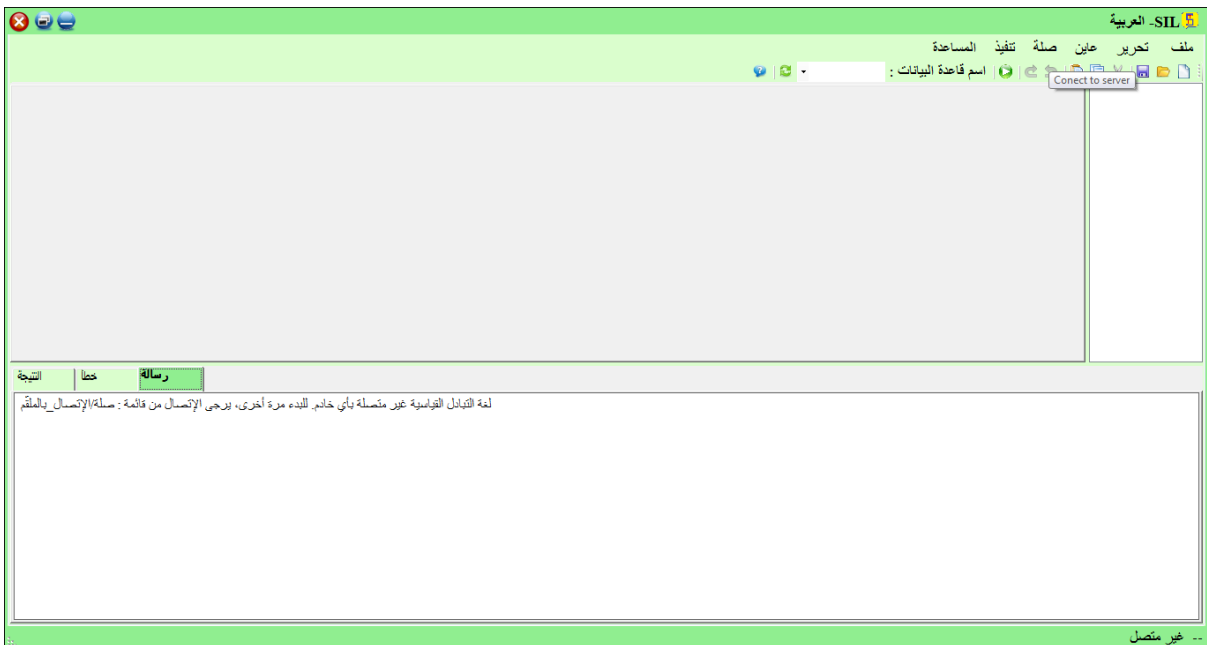 SIL- العربية
ملف تحرير عاين صلة تنفيذ المساعدة
اسم قاعدة البيانات :
Conect to server
رسالة خطأ النتيجة
لغة التبادل القياسية غير متصلة بأي خادم. للبدء مرة أخرى، يرجى الإتصال من قائمة : صلة/الإتصال_بالملقّم
-- غير متصل